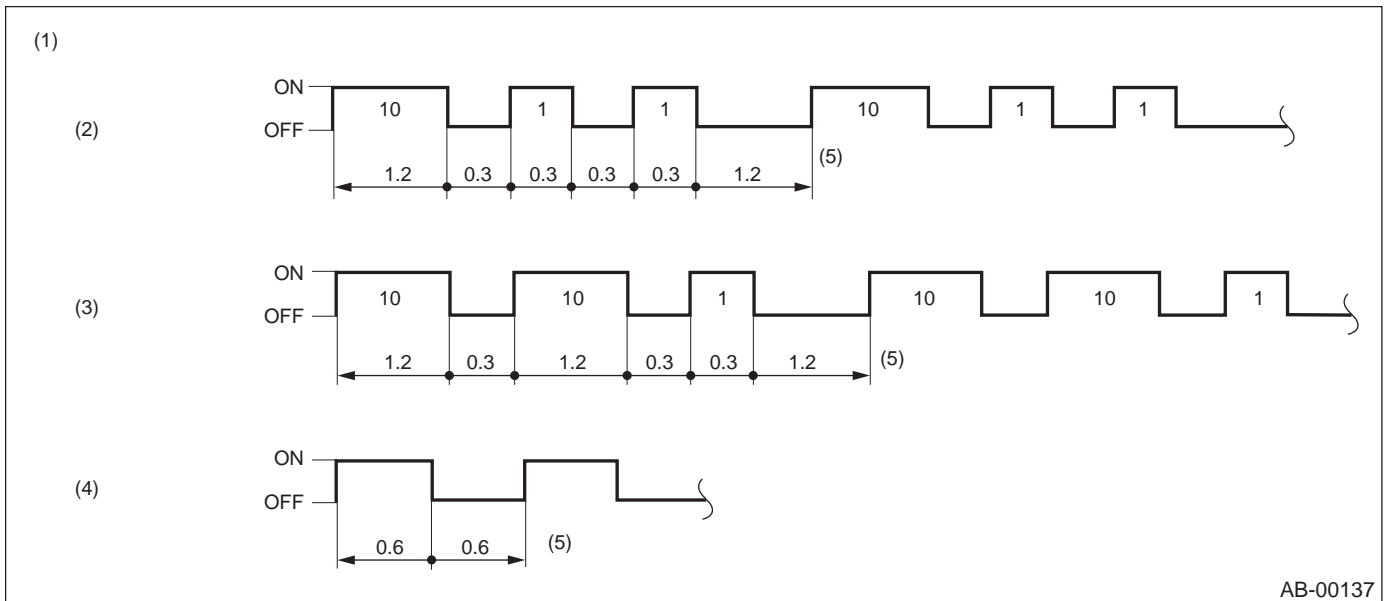 (1)
ON
10 1 1 10 1 1
(2)
OFF
(5)
1.2 0.3 0.3 0.3 0.3 1.2
ON
10 10 1 10 10 1
(3)
OFF
(5)
1.2 0.3 1.2 0.3 0.3 1.2
ON
(4)
OFF
0.6 0.6 (5)
AB-00137